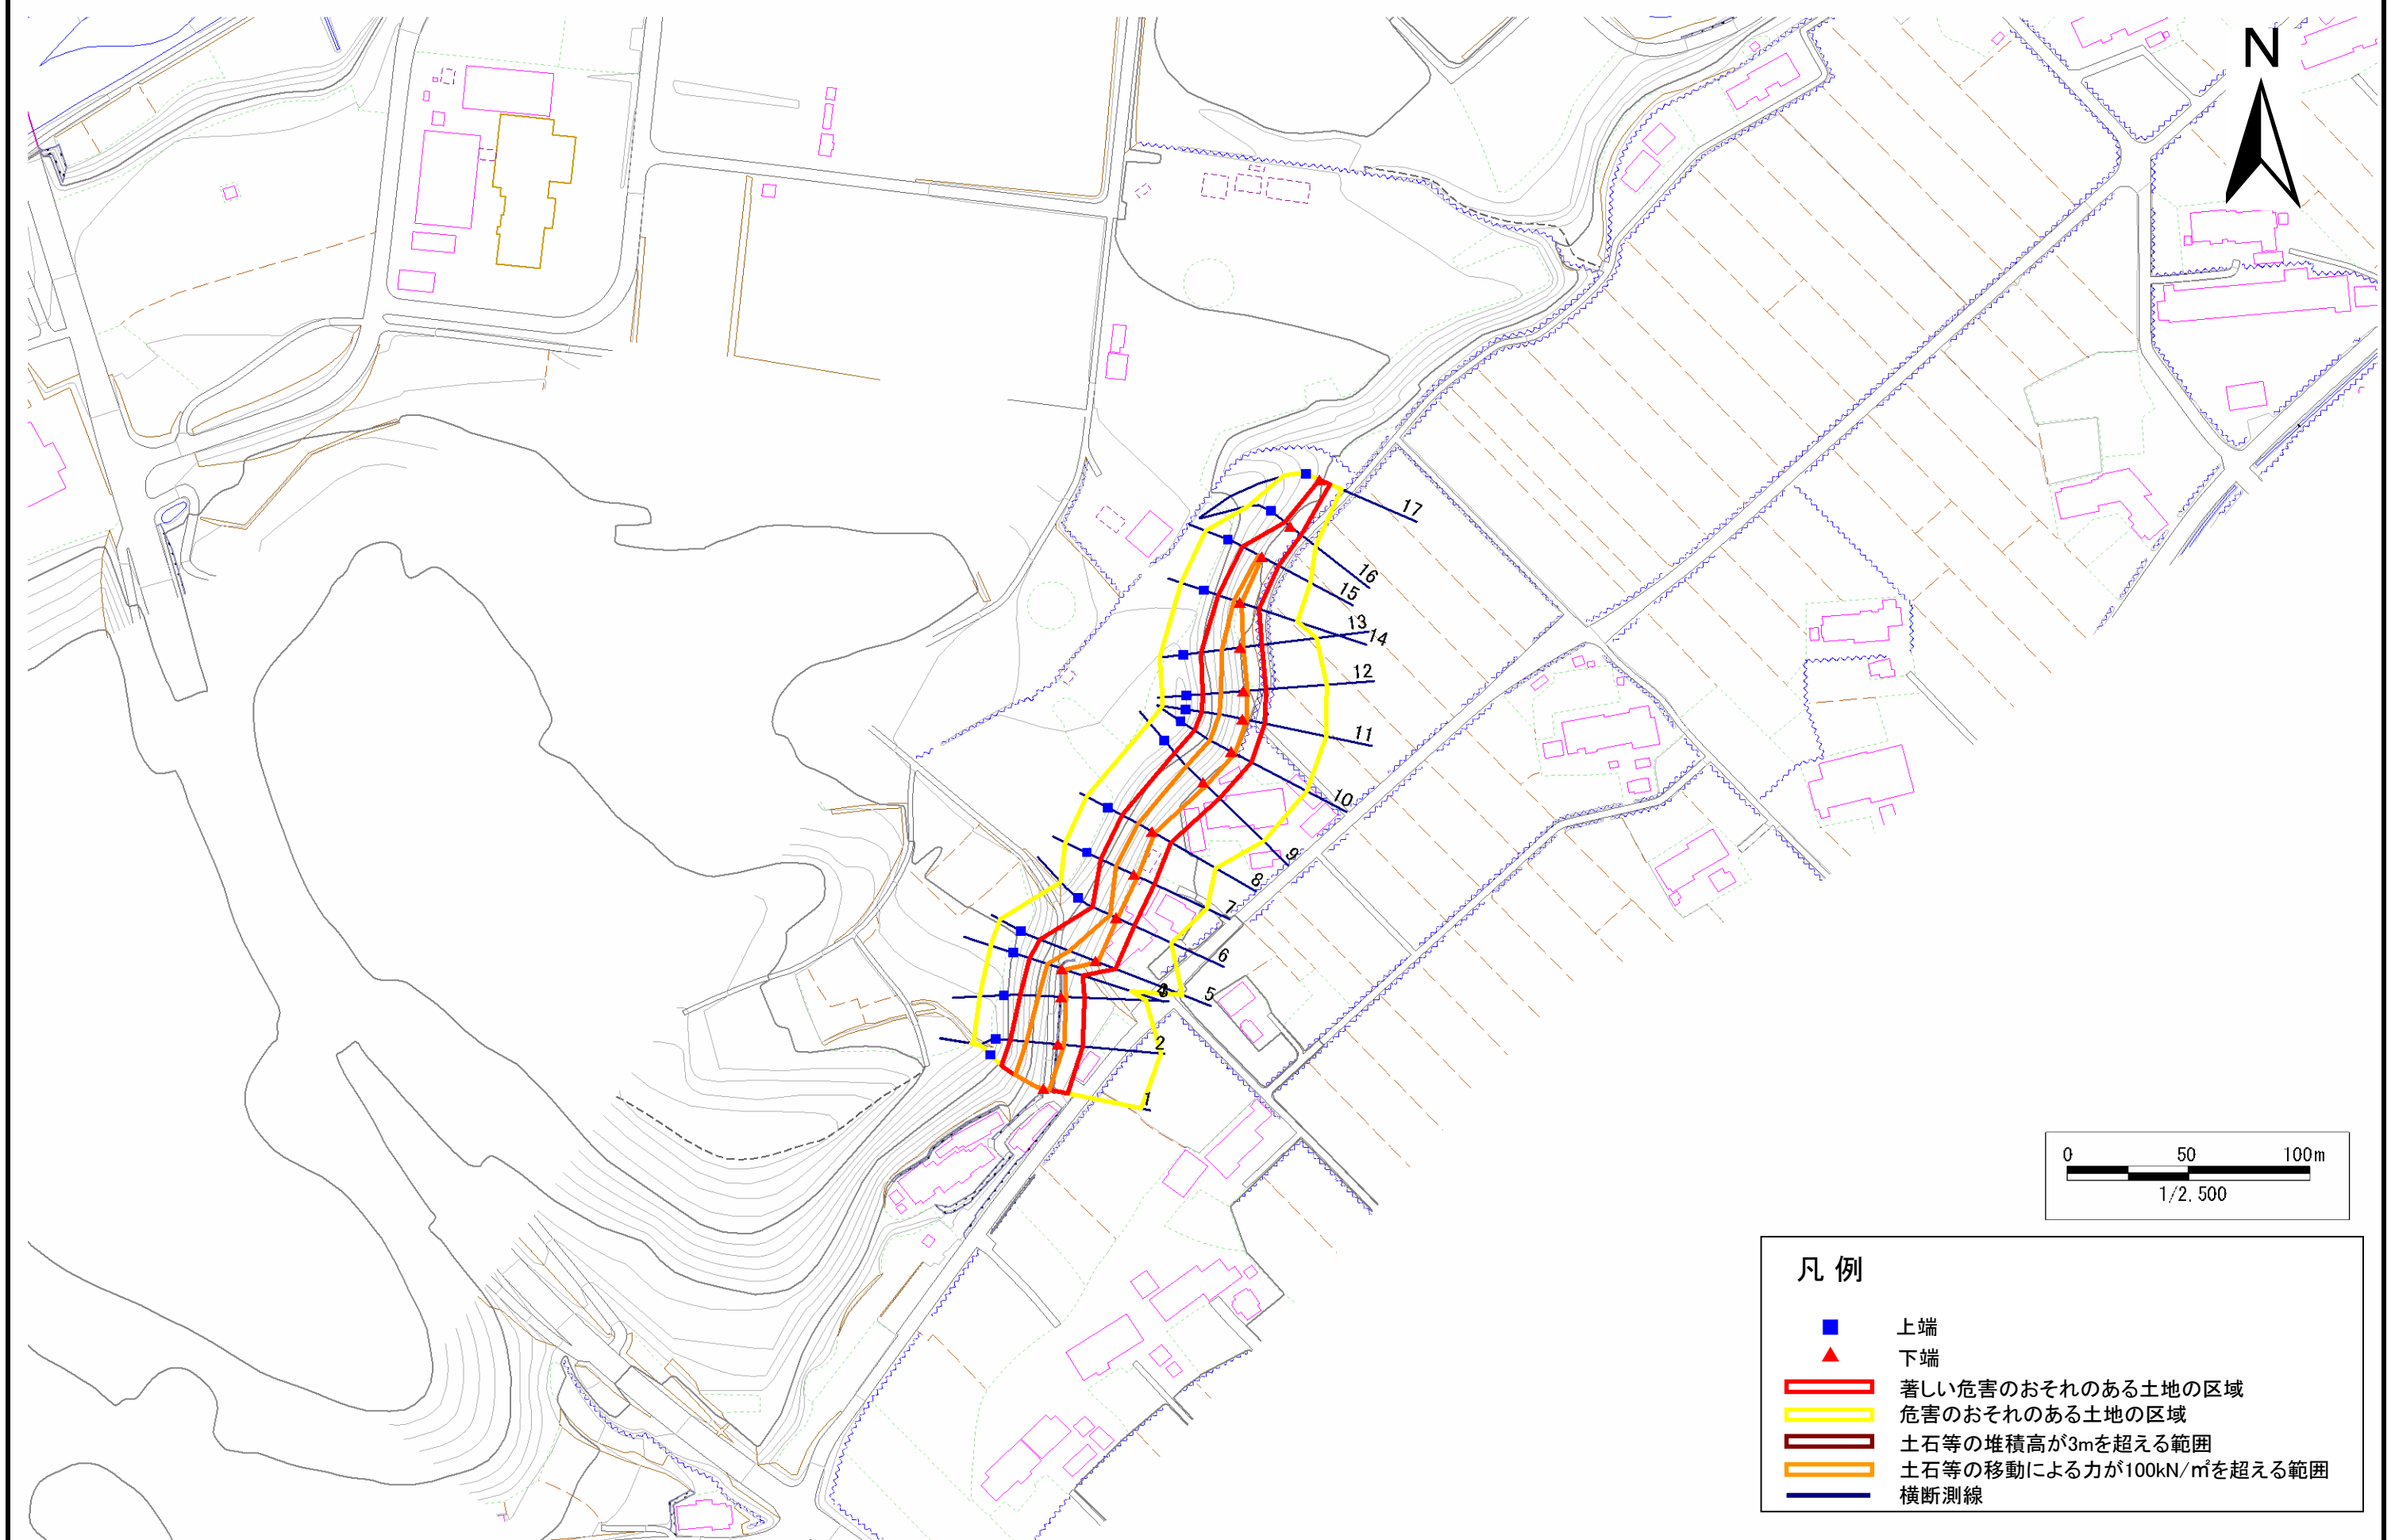 N
17
16
15
13
14
12
11
10
9
8
7
6
5
2
1
0 50 100m
1/2,500
凡 例
上端
下端
著しい危害のおそれのある土地の区域
危害のおそれのある土地の区域
土石等の堆積高が3mを超える範囲
土石等の移動による力が100kN/㎡を超える範囲
横断測線